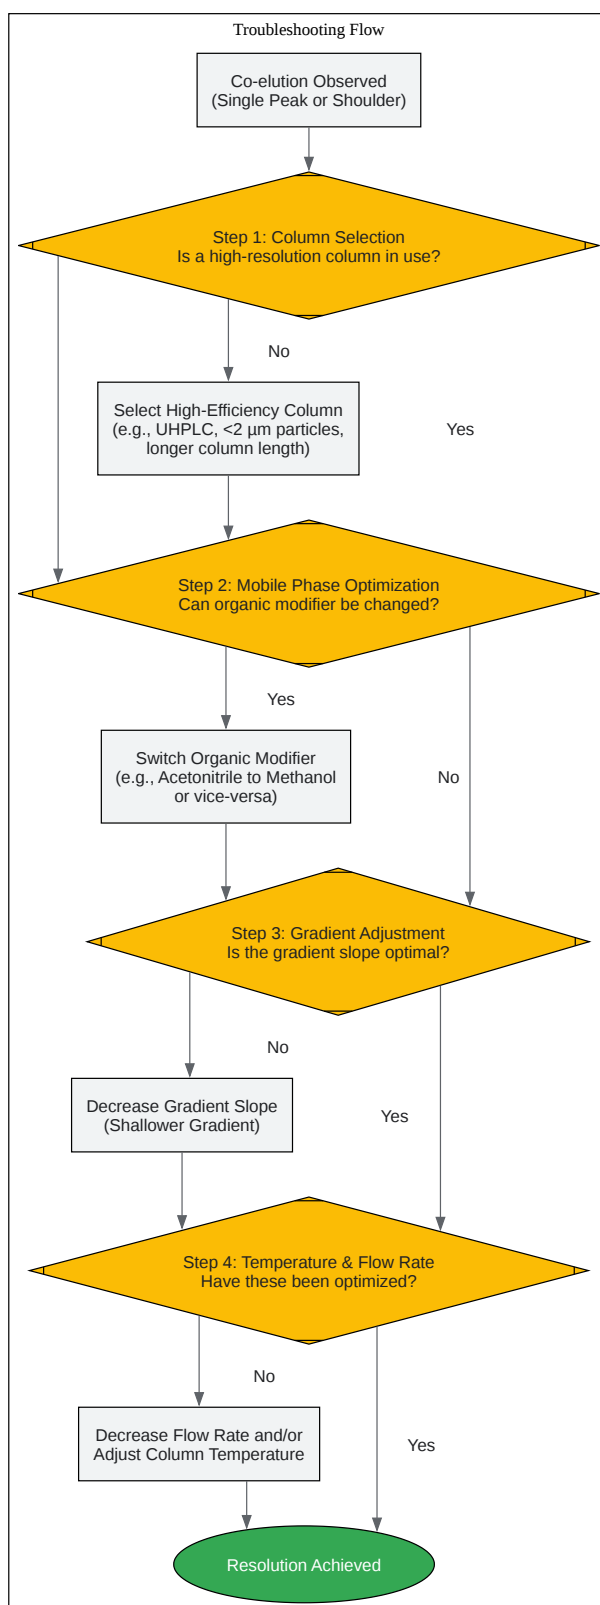 Troubleshooting Flow
Co-elution Observed
(Single Peak or Shoulder)
Step 1: Column Selection
Is a high-resolution column in use?
No
Select High-Efficiency Column
(e.g., UHPLC, <2 µm particles,
longer column length)
Yes
Step 2: Mobile Phase Optimization
Can organic modifier be changed?
Yes
Switch Organic Modifier
(e.g., Acetonitrile to Methanol
or vice-versa)
No
Step 3: Gradient Adjustment
Is the gradient slope optimal?
No
Decrease Gradient Slope
(Shallower Gradient)
Yes
Step 4: Temperature & Flow Rate
Have these been optimized?
No
Decrease Flow Rate and/or
Adjust Column Temperature
Yes
Resolution Achieved